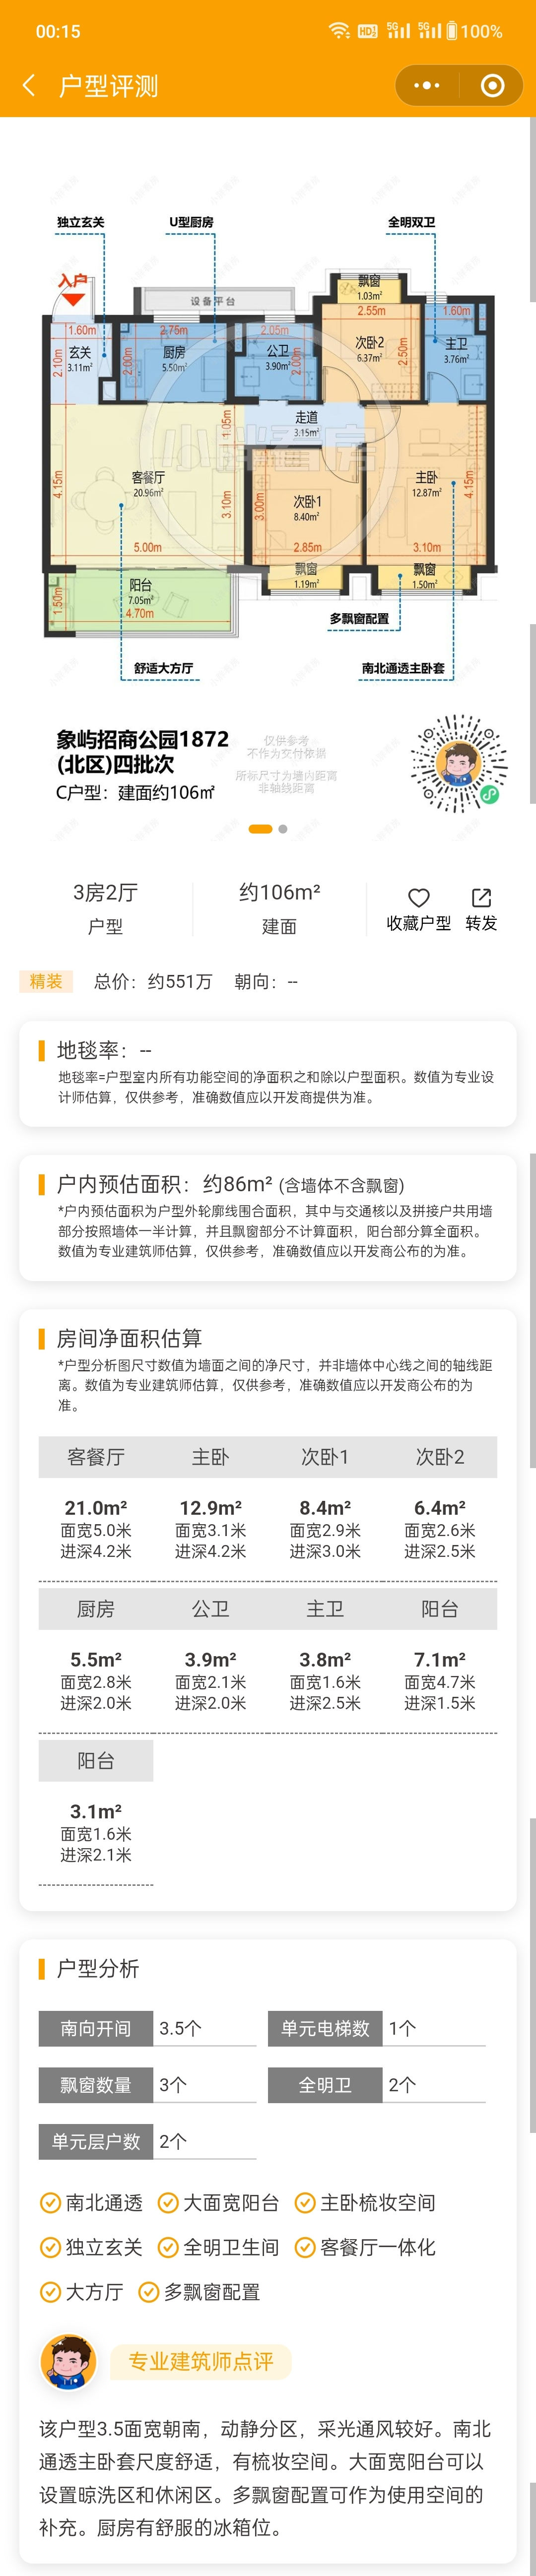 00:15
HD
5G
5G
100%
户型评测
独立玄关
U型厨房
全明双卫
入户
设备平台
飘窗
1.03m²
2.55m
1.60m
2.75m
2.05m
1.60m
玄关
3.11m²
2.10m
厨房
5.50m²
2.00m
公卫
3.90m²
2.00m
次卧2
6.37m²
2.50m
主卫
3.76m²
走道
3.15m²
1.05m
小胖看房
客餐厅
20.96m²
4.15m
3.10m
5.00m
次卧1
8.40m²
3.00m
2.85m
主卧
12.87m²
4.15m
3.10m
飘窗
1.19m²
飘窗
1.50m²
阳台
7.05m²
1.50m
4.70m
多飘窗配置
舒适大方厅
南北通透主卧套
象屿招商公园1872
(北区)四批次
C户型：建面约106㎡
仅供参考
不作为交付依据
所标尺寸为墙内距离
非轴线距离
3房2厅
约106m²
户型
建面
收藏户型
转发
精装
总价：约551万
朝向：--
地毯率：--
地毯率=户型室内所有功能空间的净面积之和除以户型面积。数值为专业设
计师估算，仅供参考，准确数值应以开发商提供为准。
户内预估面积：约86m² (含墙体不含飘窗)
*户内预估面积为户型外轮廓线围合面积，其中与交通核以及拼接户共用墙
部分按照墙体一半计算，并且飘窗部分不计算面积，阳台部分算全面积。
数值为专业建筑师估算，仅供参考，准确数值应以开发商公布的为准。
房间净面积估算
*户型分析图尺寸数值为墙面之间的净尺寸，并非墙体中心线之间的轴线距
离。数值为专业建筑师估算，仅供参考，准确数值应以开发商公布的为
准。
客餐厅 主卧 次卧1 次卧2
21.0m² 12.9m² 8.4m² 6.4m²
面宽5.0米 面宽3.1米 面宽2.9米 面宽2.6米
进深4.2米 进深4.2米 进深3.0米 进深2.5米
厨房 公卫 主卫 阳台
5.5m² 3.9m² 3.8m² 7.1m²
面宽2.8米 面宽2.1米 面宽1.6米 面宽4.7米
进深2.0米 进深2.0米 进深2.5米 进深1.5米
阳台
3.1m²
面宽1.6米
进深2.1米
户型分析
南向开间 3.5个 单元电梯数 1个
飘窗数量 3个 全明卫 2个
单元层户数 2个
南北通透 大面宽阳台 主卧梳妆空间
独立玄关 全明卫生间 客餐厅一体化
大方厅 多飘窗配置
专业建筑师点评
该户型3.5面宽朝南，动静分区，采光通风较好。南北
通透主卧套尺度舒适，有梳妆空间。大面宽阳台可以
设置晾洗区和休闲区。多飘窗配置可作为使用空间的
补充。厨房有舒服的冰箱位。